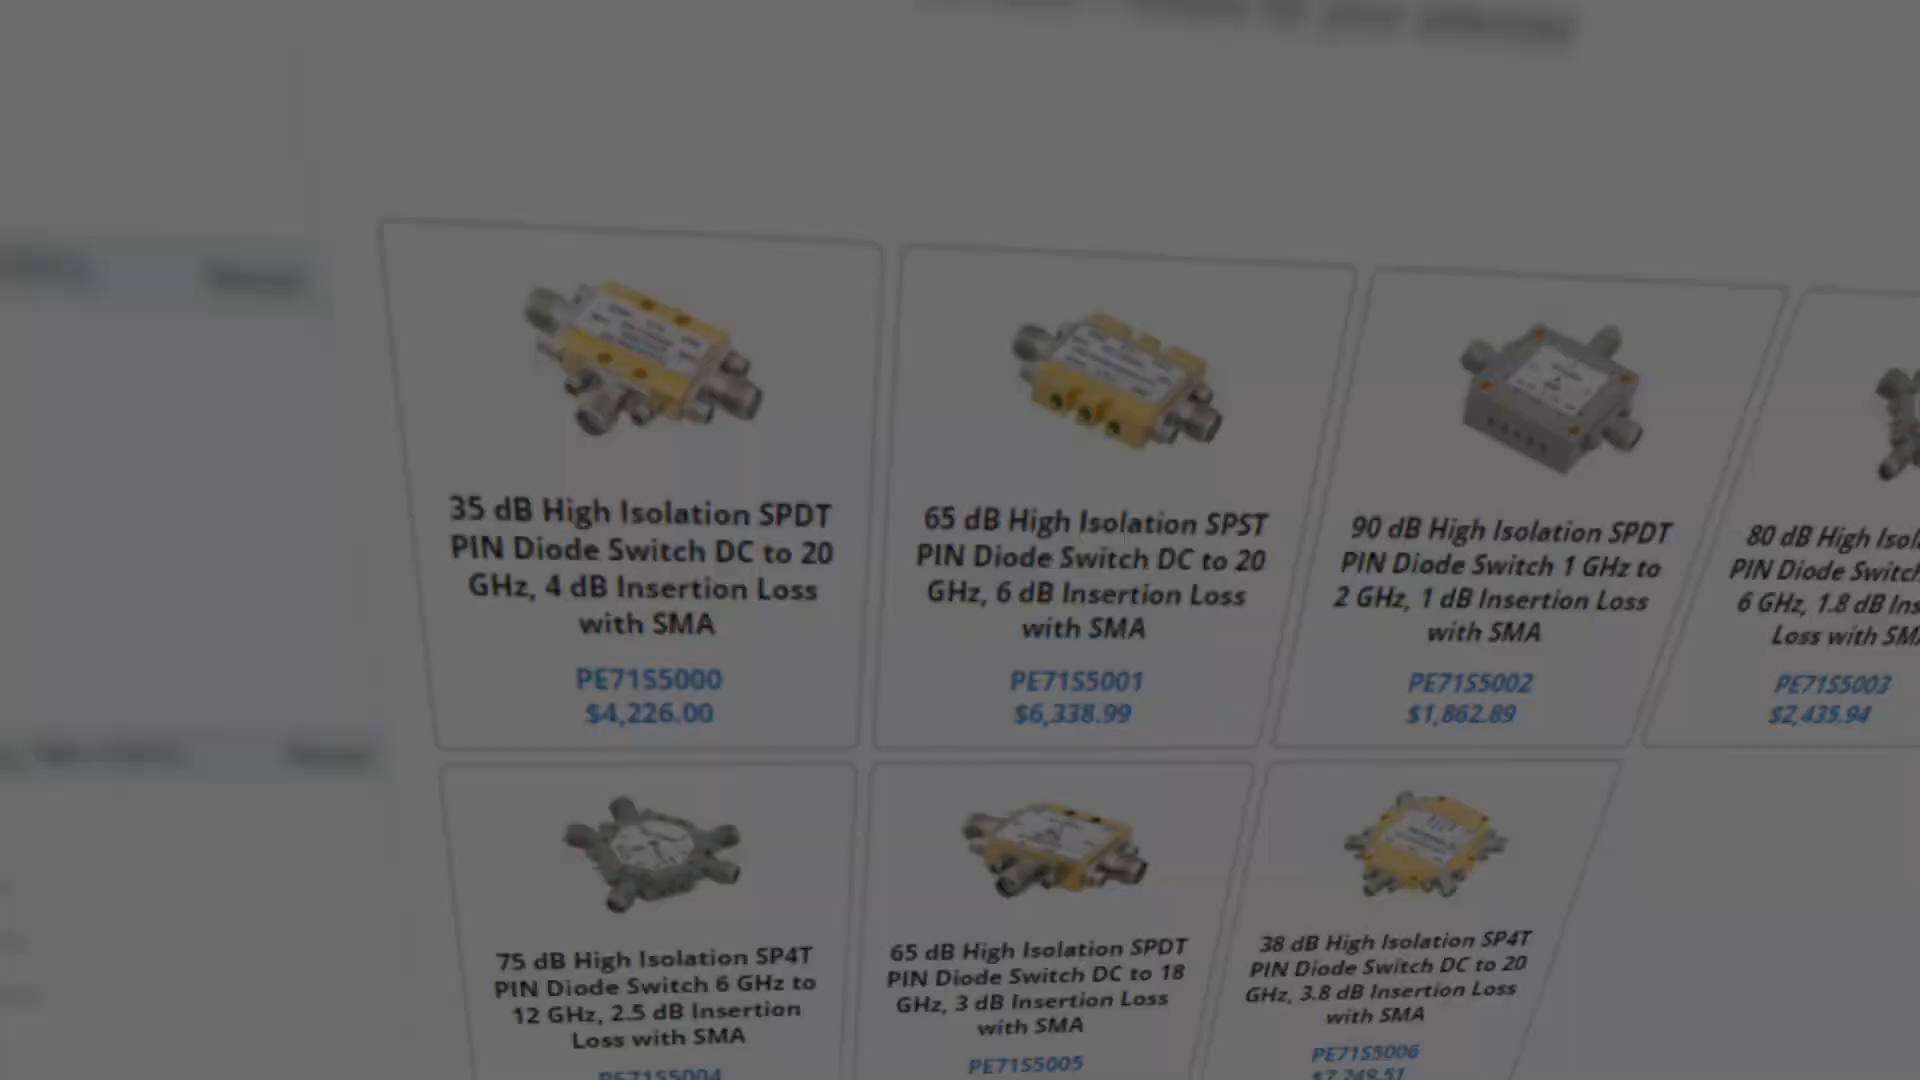 35 dB High Isolation SPDT
PIN Diode Switch DC to 20
GHz, 4 dB Insertion Loss
with SMA
PE71S5000
$4,226.00
65 dB High Isolation SPST
PIN Diode Switch DC to 20
GHz, 6 dB Insertion Loss
with SMA
PE71S5001
$6,338.99
90 dB High Isolation SPDT
PIN Diode Switch 1 GHz to
2 GHz, 1 dB Insertion Loss
with SMA
PE71S5002
$1,862.89
80 dB High
PIN Diode
6 GHz, 1.8 dB
Loss with
PE71S5003
$2,435.94
75 dB High Isolation SP4T
PIN Diode Switch 6 GHz to
12 GHz, 2.5 dB Insertion
Loss with SMA
PE71S5004
65 dB High Isolation SPDT
PIN Diode Switch DC to 18
GHz, 3 dB Insertion Loss
with SMA
PE71S5005
38 dB High Isolation SP4T
PIN Diode Switch DC to 20
GHz, 3.8 dB Insertion Loss
with SMA
PE71S5006
$7,249.51